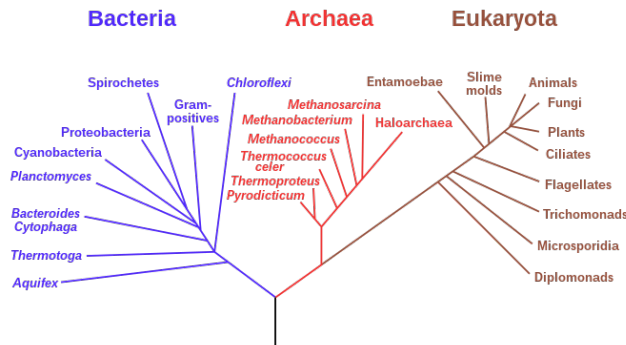 Bacteria
Archaea
Eukaryota
Spirochetes
Chloroflexi
Gram-
positives
Proteobacteria
Cyanobacteria
Planctomyces
Bacteroides
Cytophaga
Thermotoga
Aquifex
Methanosarcina
Methanobacterium
Haloarchaea
Methanococcus
Thermococcus
celer
Thermoproteus
Pyrodicticum
Entamoebae
Slime
molds
Animals
Fungi
Plants
Ciliates
Flagellates
Trichomonads
Microsporidia
Diplomonads